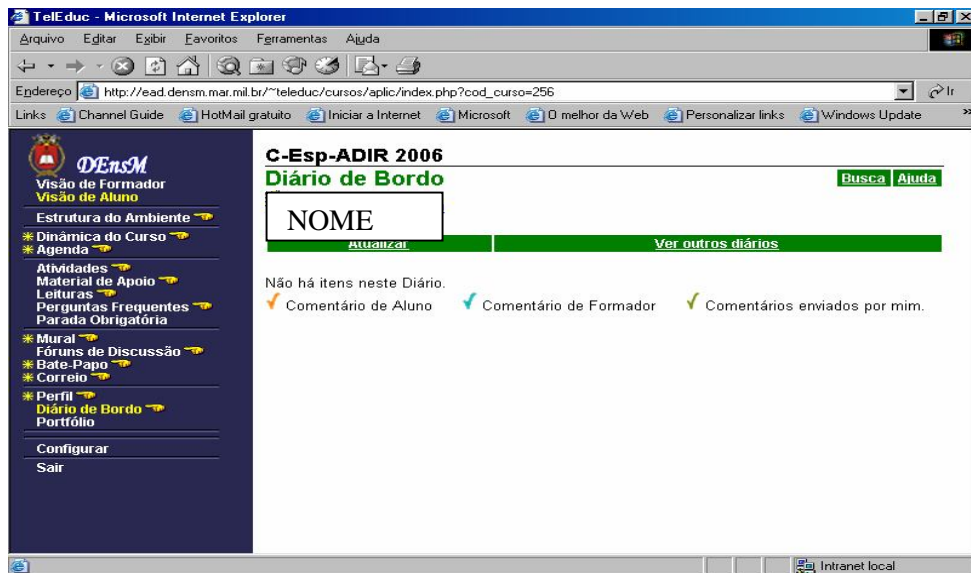 TelEduc - Microsoft Internet Explorer
Arquivo Editar Exibir Favoritos Ferramentas Ajuda
Endereço http://ead.densm.mar.mil.br/~teleduc/cursos/aplic/index.php?cod_curso=256 Ir
Links Channel Guide HotMail gratuito Iniciar a Internet Microsoft O melhor da Web Personalizar links Windows Update »
DEnsM
Visão de Formador
Visão de Aluno
Estrutura do Ambiente
Dinâmica do Curso
Agenda
Atividades
Material de Apoio
Leituras
Perguntas Frequentes
Parada Obrigatória
Mural
Fóruns de Discussão
Bate-Papo
Correio
Perfil
Diário de Bordo
Portfólio
Configurar
Sair
C-Esp-ADIR 2006
Diário de Bordo
Busca Ajuda
NOME
Atualizar Ver outros diários
Não há itens neste Diário.
Comentário de Aluno Comentário de Formador Comentários enviados por mim.
Intranet local